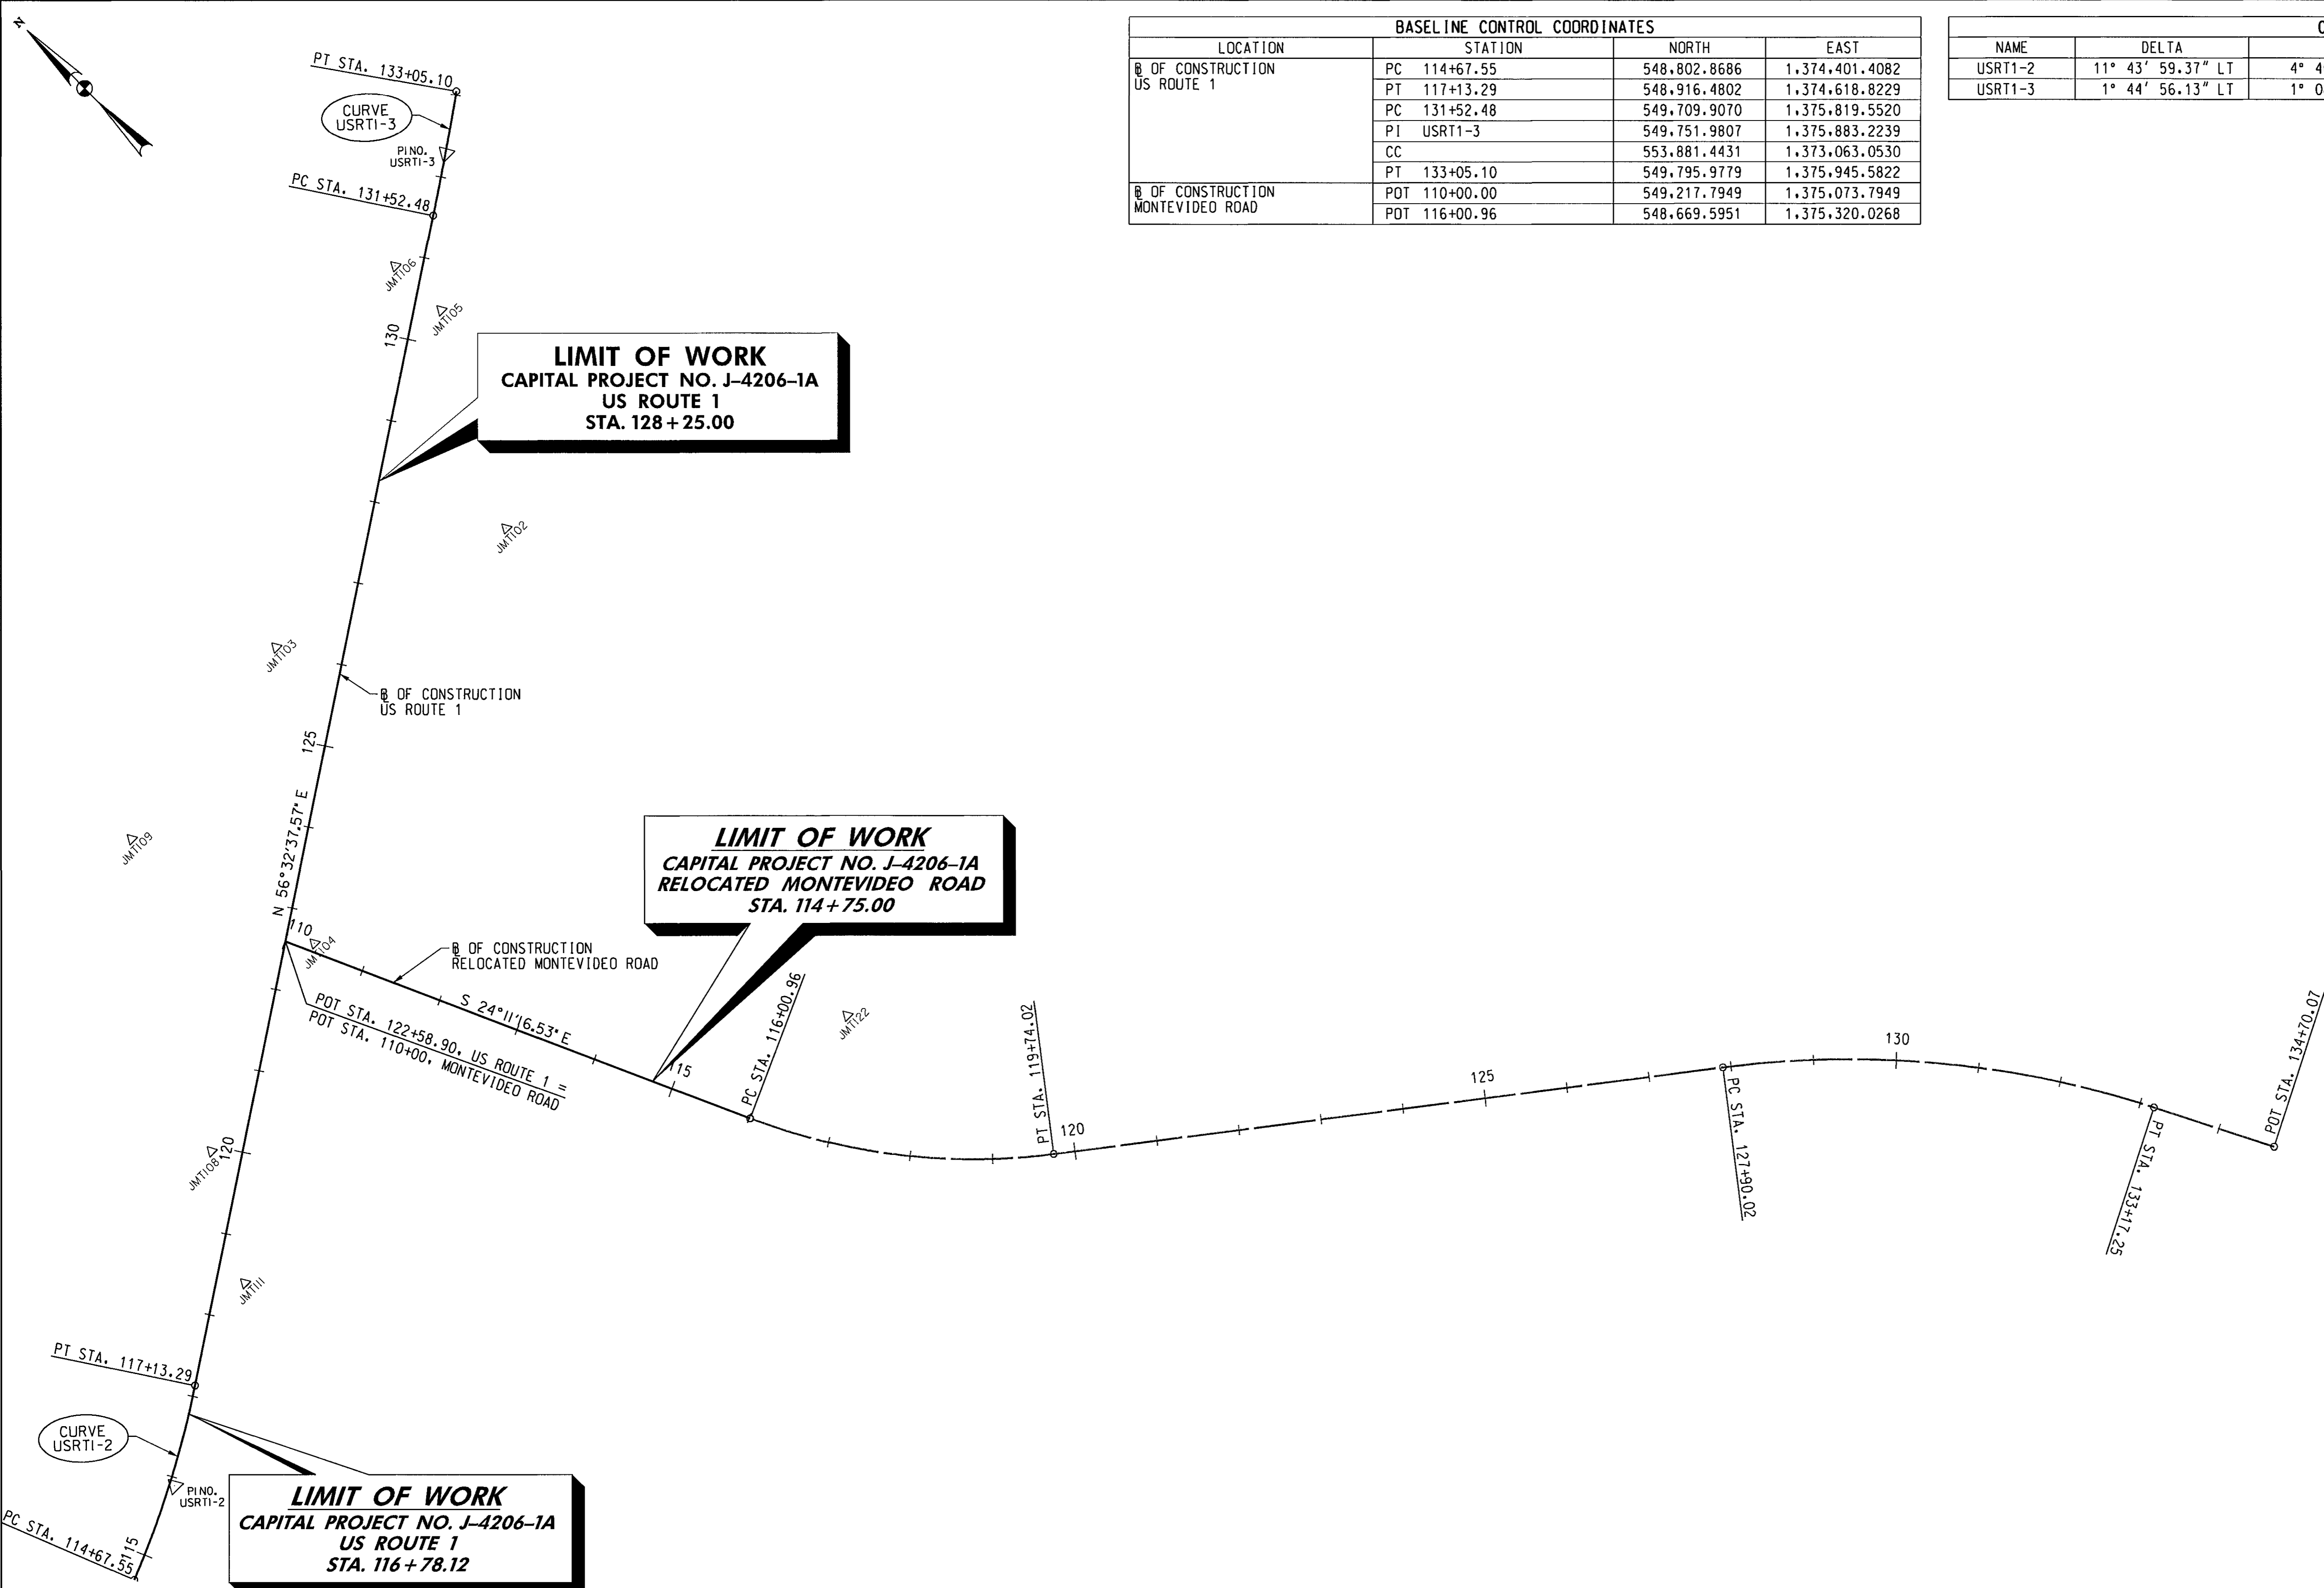 N
BASELINE CONTROL COORDINATES
LOCATION STATION NORTH EAST
℄ OF CONSTRUCTION PC 114+67.55 548,802.8686 1,374,401.4082
US ROUTE 1 PT 117+13.29 548,916.4802 1,374,618.8229
PC 131+52.48 549,709.9070 1,375,819.5520
PI USRT1-3 549,751.9807 1,375,883.2239
CC 553,881.4431 1,373,063.0530
PT 133+05.10 549,795.9779 1,375,945.5822
℄ OF CONSTRUCTION POT 110+00.00 549,217.7949 1,375,073.7949
MONTEVIDEO ROAD POT 116+00.96 548,669.5951 1,375,320.0268
NAME DELTA
USRT1-2 11° 43' 59.37" LT 4° 4
USRT1-3 1° 44' 56.13" LT 1° 0
PT STA. 133+05.10
CURVE
USRT1-3
PI NO.
USRT1-3
PC STA. 131+52.48
JMT106
JMT105
130
LIMIT OF WORK
CAPITAL PROJECT NO. J-4206-1A
US ROUTE 1
STA. 128+25.00
JMT102
JMT103
℄ OF CONSTRUCTION
US ROUTE 1
125
N 56°32'37.57" E
JMT109
LIMIT OF WORK
CAPITAL PROJECT NO. J-4206-1A
RELOCATED MONTEVIDEO ROAD
STA. 114+75.00
110
JMT104
℄ OF CONSTRUCTION
RELOCATED MONTEVIDEO ROAD
S 24°11'16.53" E
POT STA. 122+58.90, US ROUTE 1 =
POT STA. 110+00, MONTEVIDEO ROAD
115
PC STA. 116+00.96
JMT122
PT STA. 119+74.02
120
125
PC STA. 127+90.02
130
PT STA. 133+17.25
POT STA. 134+70.07
120
JMT108
JMT111
PT STA. 117+13.29
CURVE
USRT1-2
PI NO.
USRT1-2
PC STA. 114+67.55
115
LIMIT OF WORK
CAPITAL PROJECT NO. J-4206-1A
US ROUTE 1
STA. 116+78.12